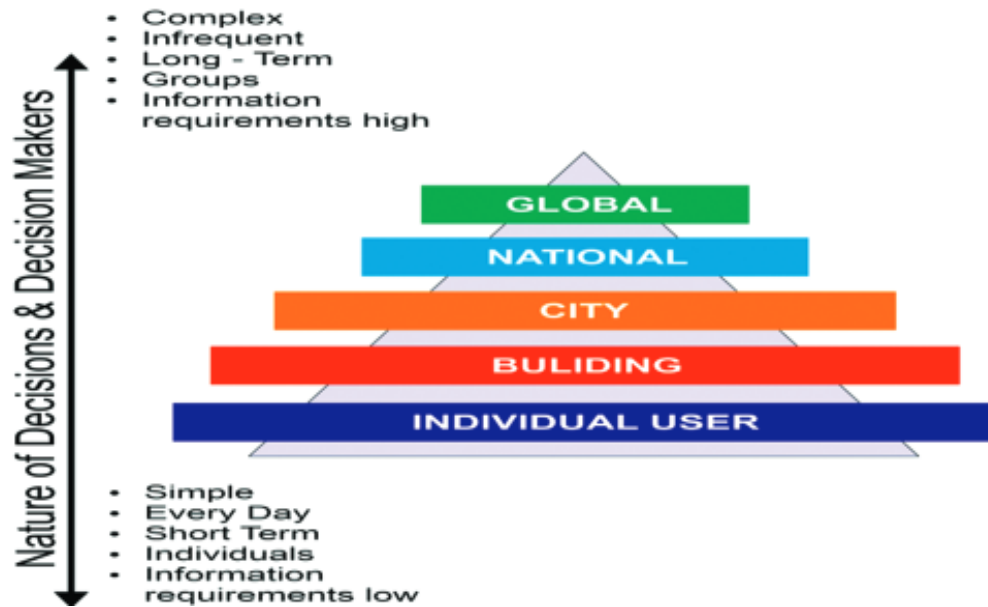 • Complex
• Infrequent
• Long - Term
• Groups
• Information
requirements high
Nature of Decisions & Decision Makers
GLOBAL
NATIONAL
CITY
BULIDING
INDIVIDUAL USER
• Simple
• Every Day
• Short Term
• Individuals
• Information
requirements low